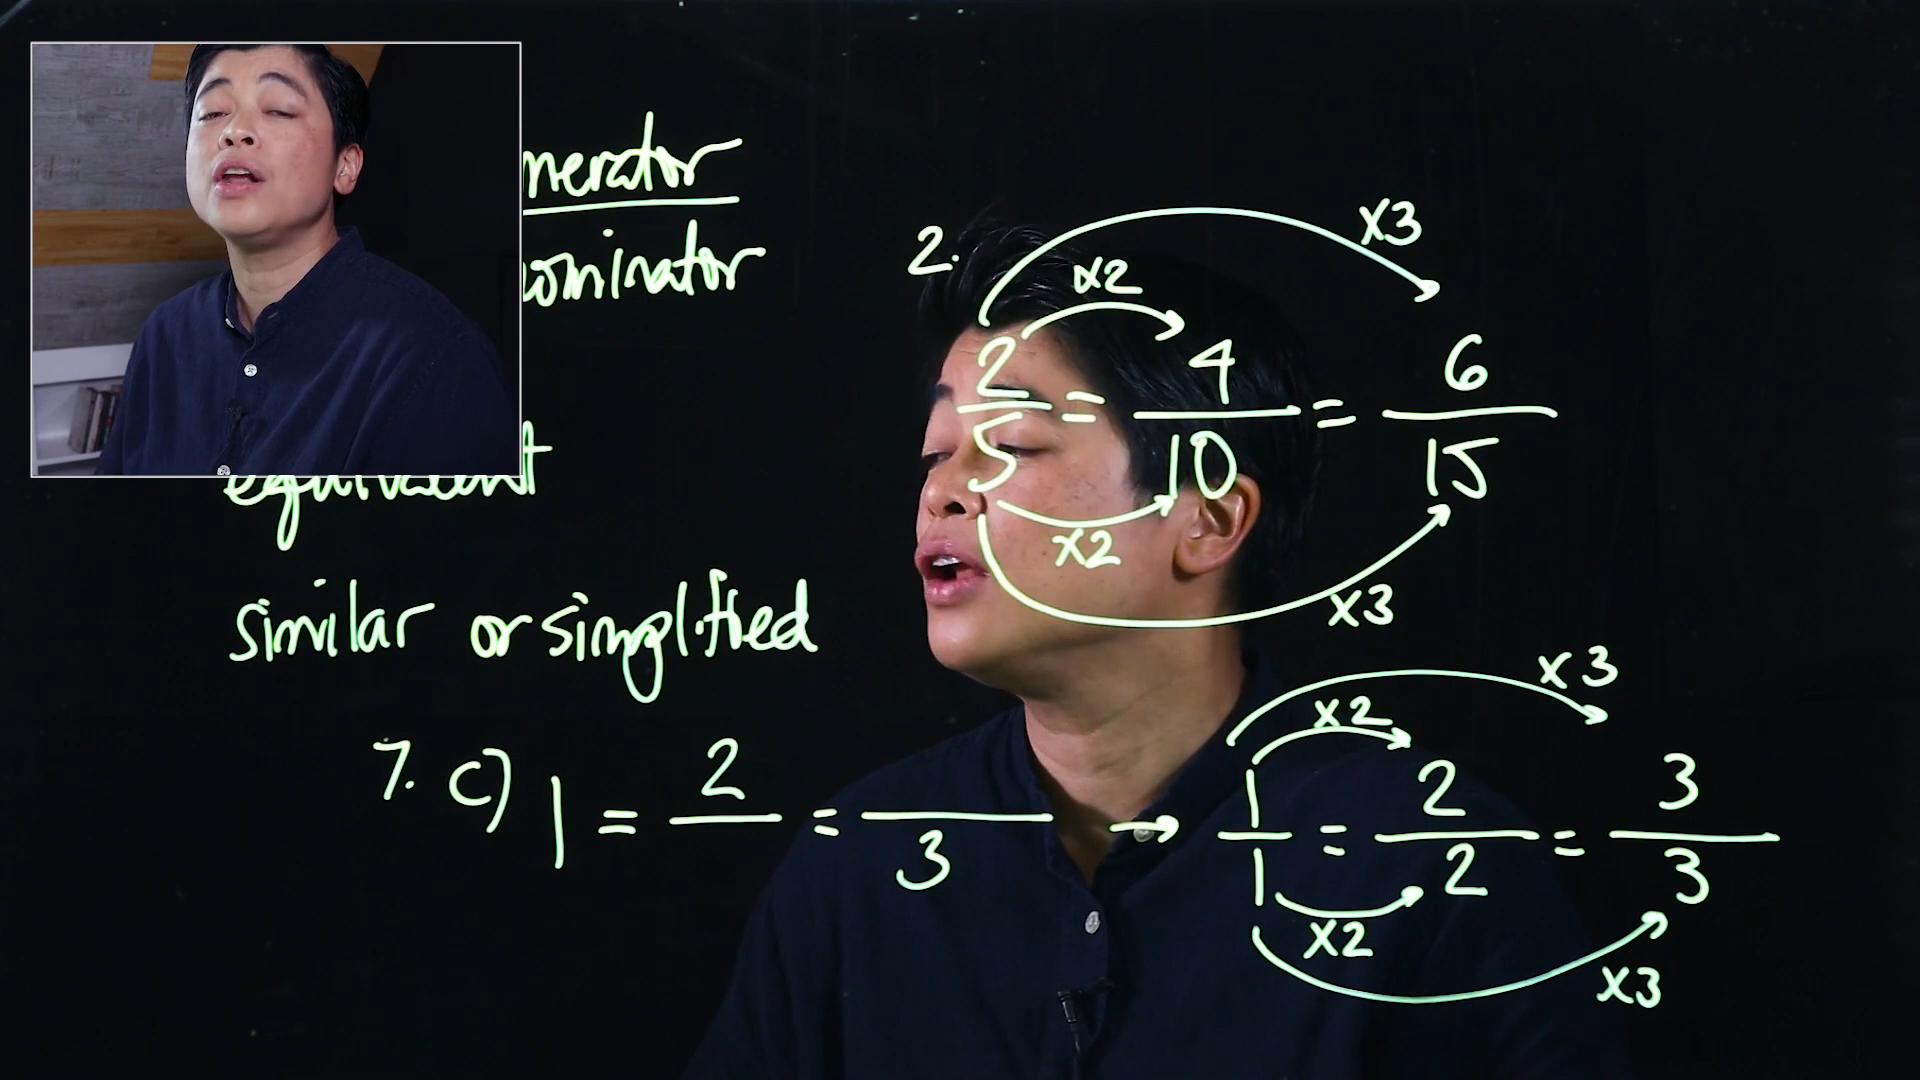 nerator
nominator
equivalent
similar or simplified
2.
x3
x2
2/5 = 4/10 = 6/15
x2
x3
7. c) 1 = 2/ = /3 → 1/1 = 2/2 = 3/3
x3
x2
x2
x3